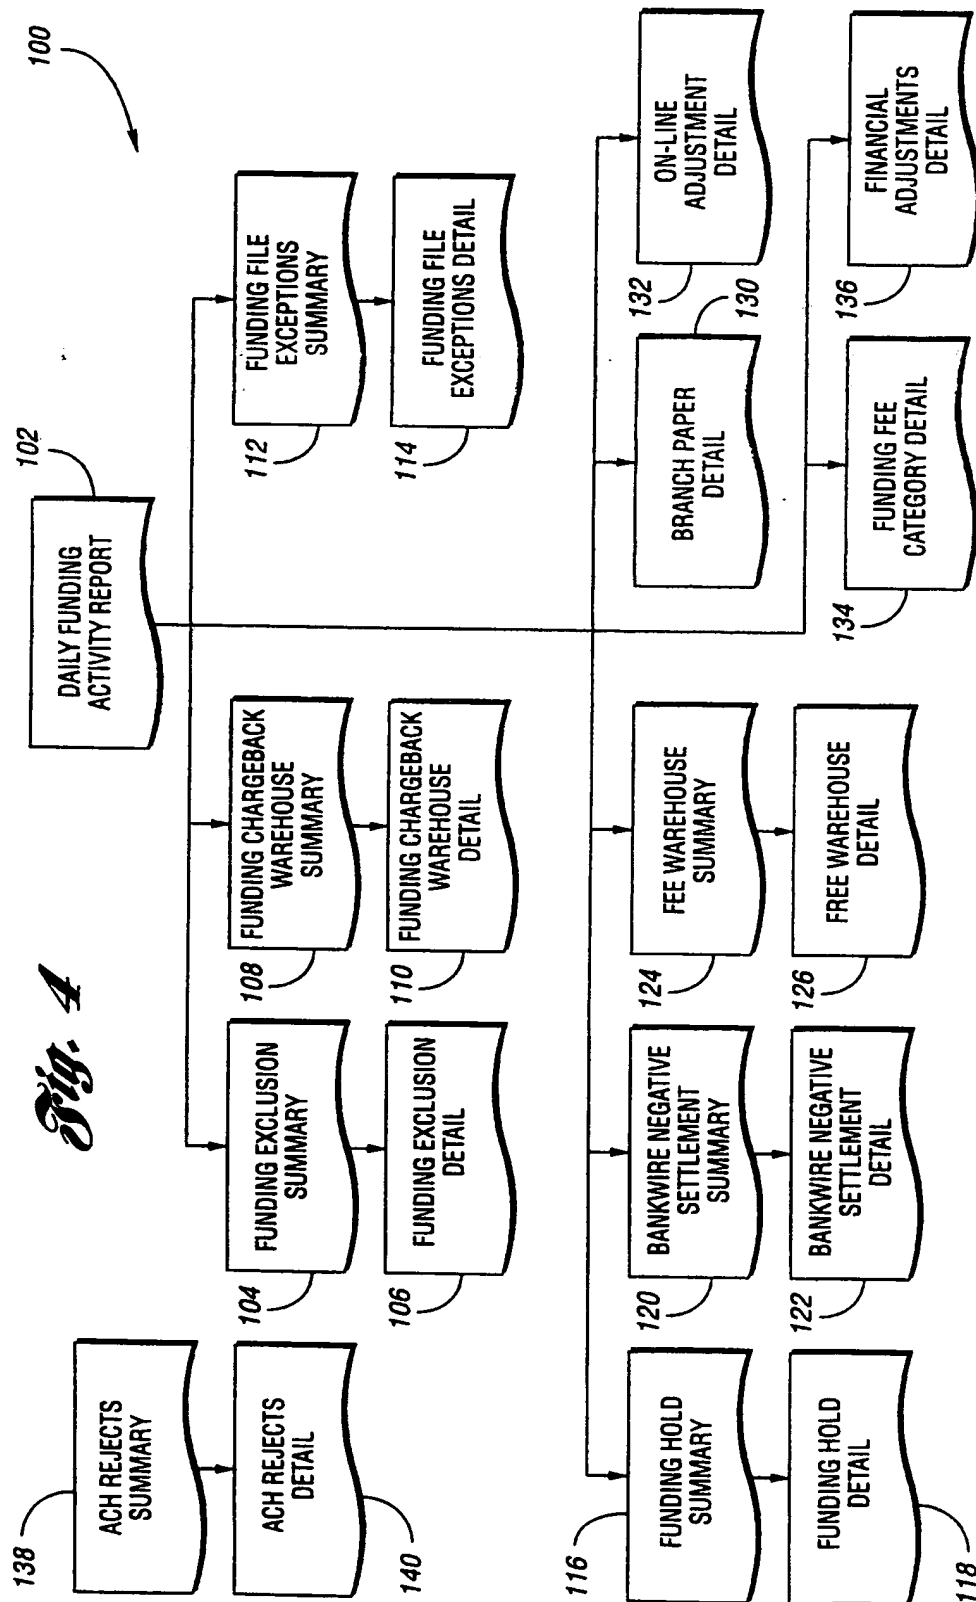 Fig. 4
100
102
DAILY FUNDING
ACTIVITY REPORT
138
ACH REJECTS
SUMMARY
ACH REJECTS
DETAIL
140
104
FUNDING EXCLUSION
SUMMARY
106
FUNDING EXCLUSION
DETAIL
108
FUNDING CHARGEBACK
WAREHOUSE
SUMMARY
110
FUNDING CHARGEBACK
WAREHOUSE
DETAIL
112
FUNDING FILE
EXCEPTIONS
SUMMARY
114
FUNDING FILE
EXCEPTIONS DETAIL
116
FUNDING HOLD
SUMMARY
FUNDING HOLD
DETAIL
118
120
BANKWIRE NEGATIVE
SETTLEMENT
SUMMARY
122
BANKWIRE NEGATIVE
SETTLEMENT
DETAIL
124
FEE WAREHOUSE
SUMMARY
126
FREE WAREHOUSE
DETAIL
BRANCH PAPER
DETAIL
130
132
ON-LINE
ADJUSTMENT
DETAIL
134
FUNDING FEE
CATEGORY DETAIL
136
FINANCIAL
ADJUSTMENTS
DETAIL